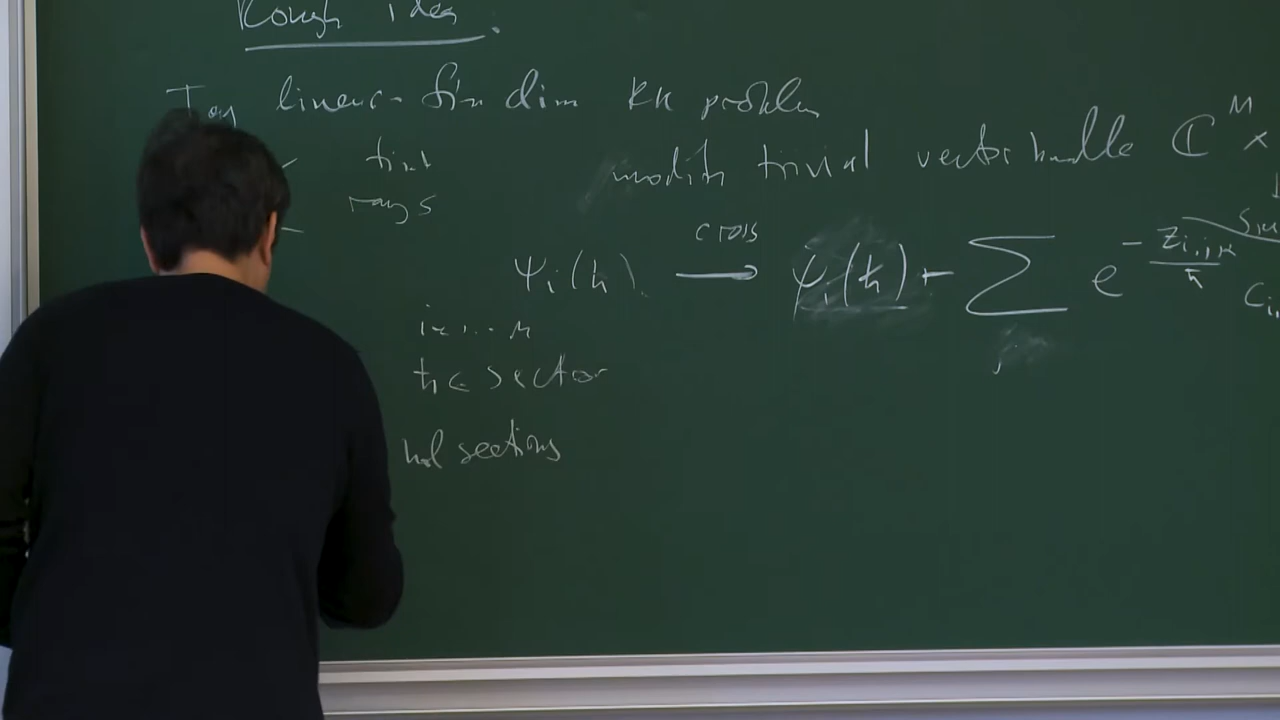 Rough idea.
Toy linear fin dim RH problem
finit
rays
modify trivial vector bundle ℂ^M ×
ψ_i(ħ) cross → ψ_i(ħ) + ∑ e^{-Z_{i,j,k}/ħ} C_{i,
i=1...M
ħ ∈ sector
hol sections